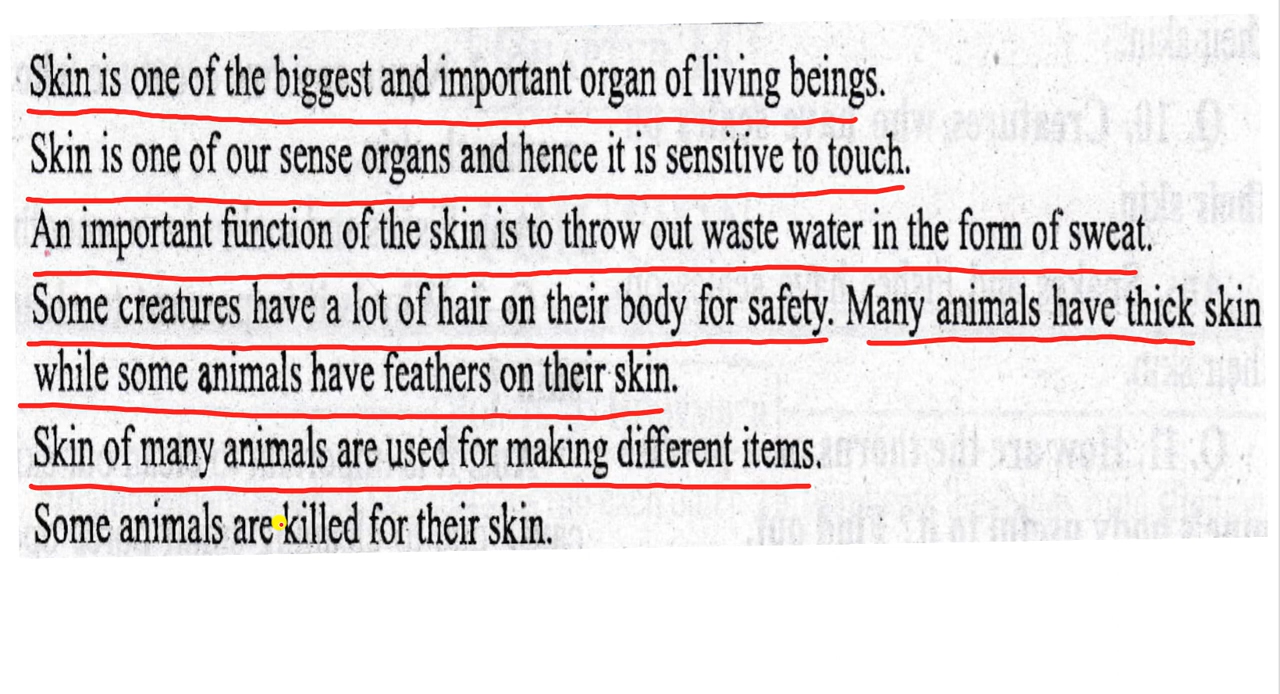 Skin is one of the biggest and important organ of living beings.
Skin is one of our sense organs and hence it is sensitive to touch.
An important function of the skin is to throw out waste water in the form of sweat.
Some creatures have a lot of hair on their body for safety. Many animals have thick skin
while some animals have feathers on their skin.
Skin of many animals are used for making different items.
Some animals are killed for their skin.